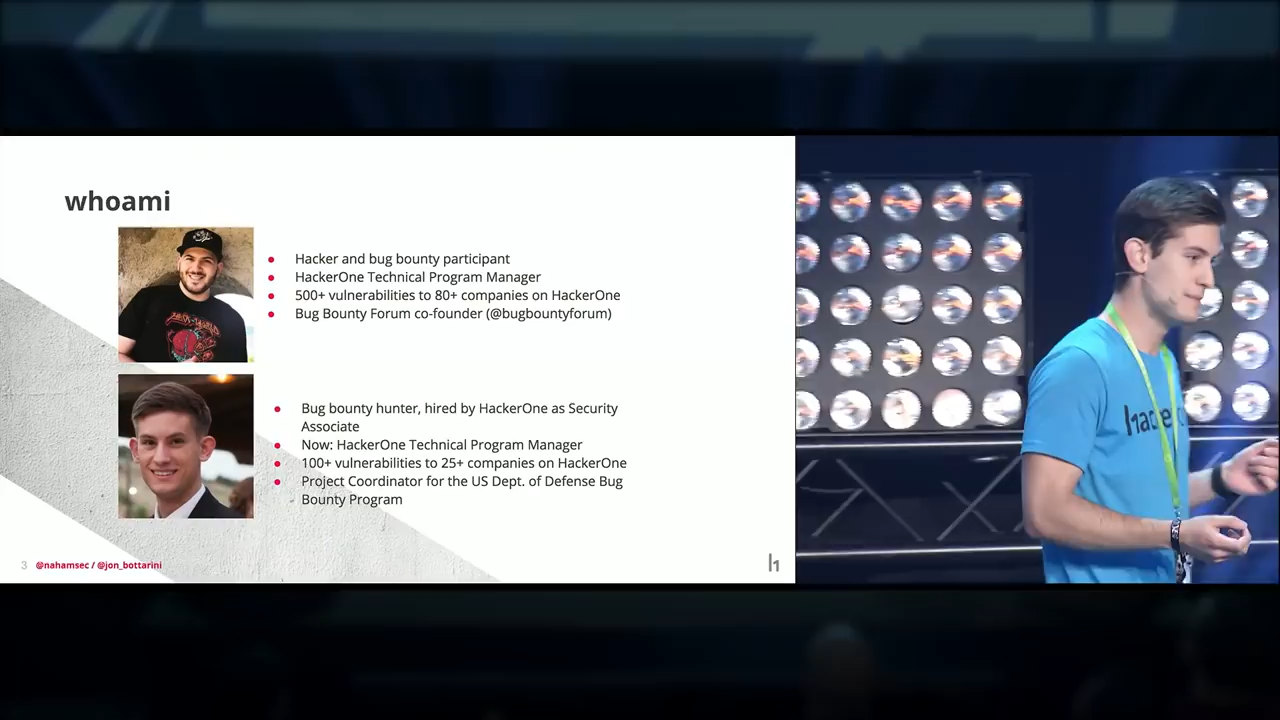 whoami
Hacker and bug bounty participant
HackerOne Technical Program Manager
500+ vulnerabilities to 80+ companies on HackerOne
Bug Bounty Forum co-founder (@bugbountyforum)
Bug bounty hunter, hired by HackerOne as Security
Associate
Now: HackerOne Technical Program Manager
100+ vulnerabilities to 25+ companies on HackerOne
Project Coordinator for the US Dept. of Defense Bug
Bounty Program
3 @nahamsec / @jon_bottarini